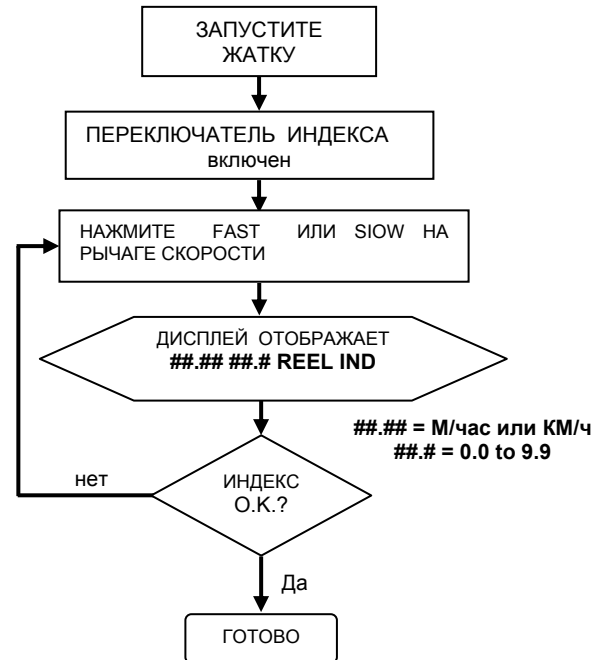 ЗАПУСТИТЕ
ЖАТКУ
ПЕРЕКЛЮЧАТЕЛЬ ИНДЕКСА
включен
НАЖМИТЕ FAST ИЛИ SIOW НА
РЫЧАГЕ СКОРОСТИ
ДИСПЛЕЙ ОТОБРАЖАЕТ
##.## ##.# REEL IND
##.## = М/час или КМ/ч
##.# = 0.0 to 9.9
нет
ИНДЕКС
O.K.?
Да
ГОТОВО